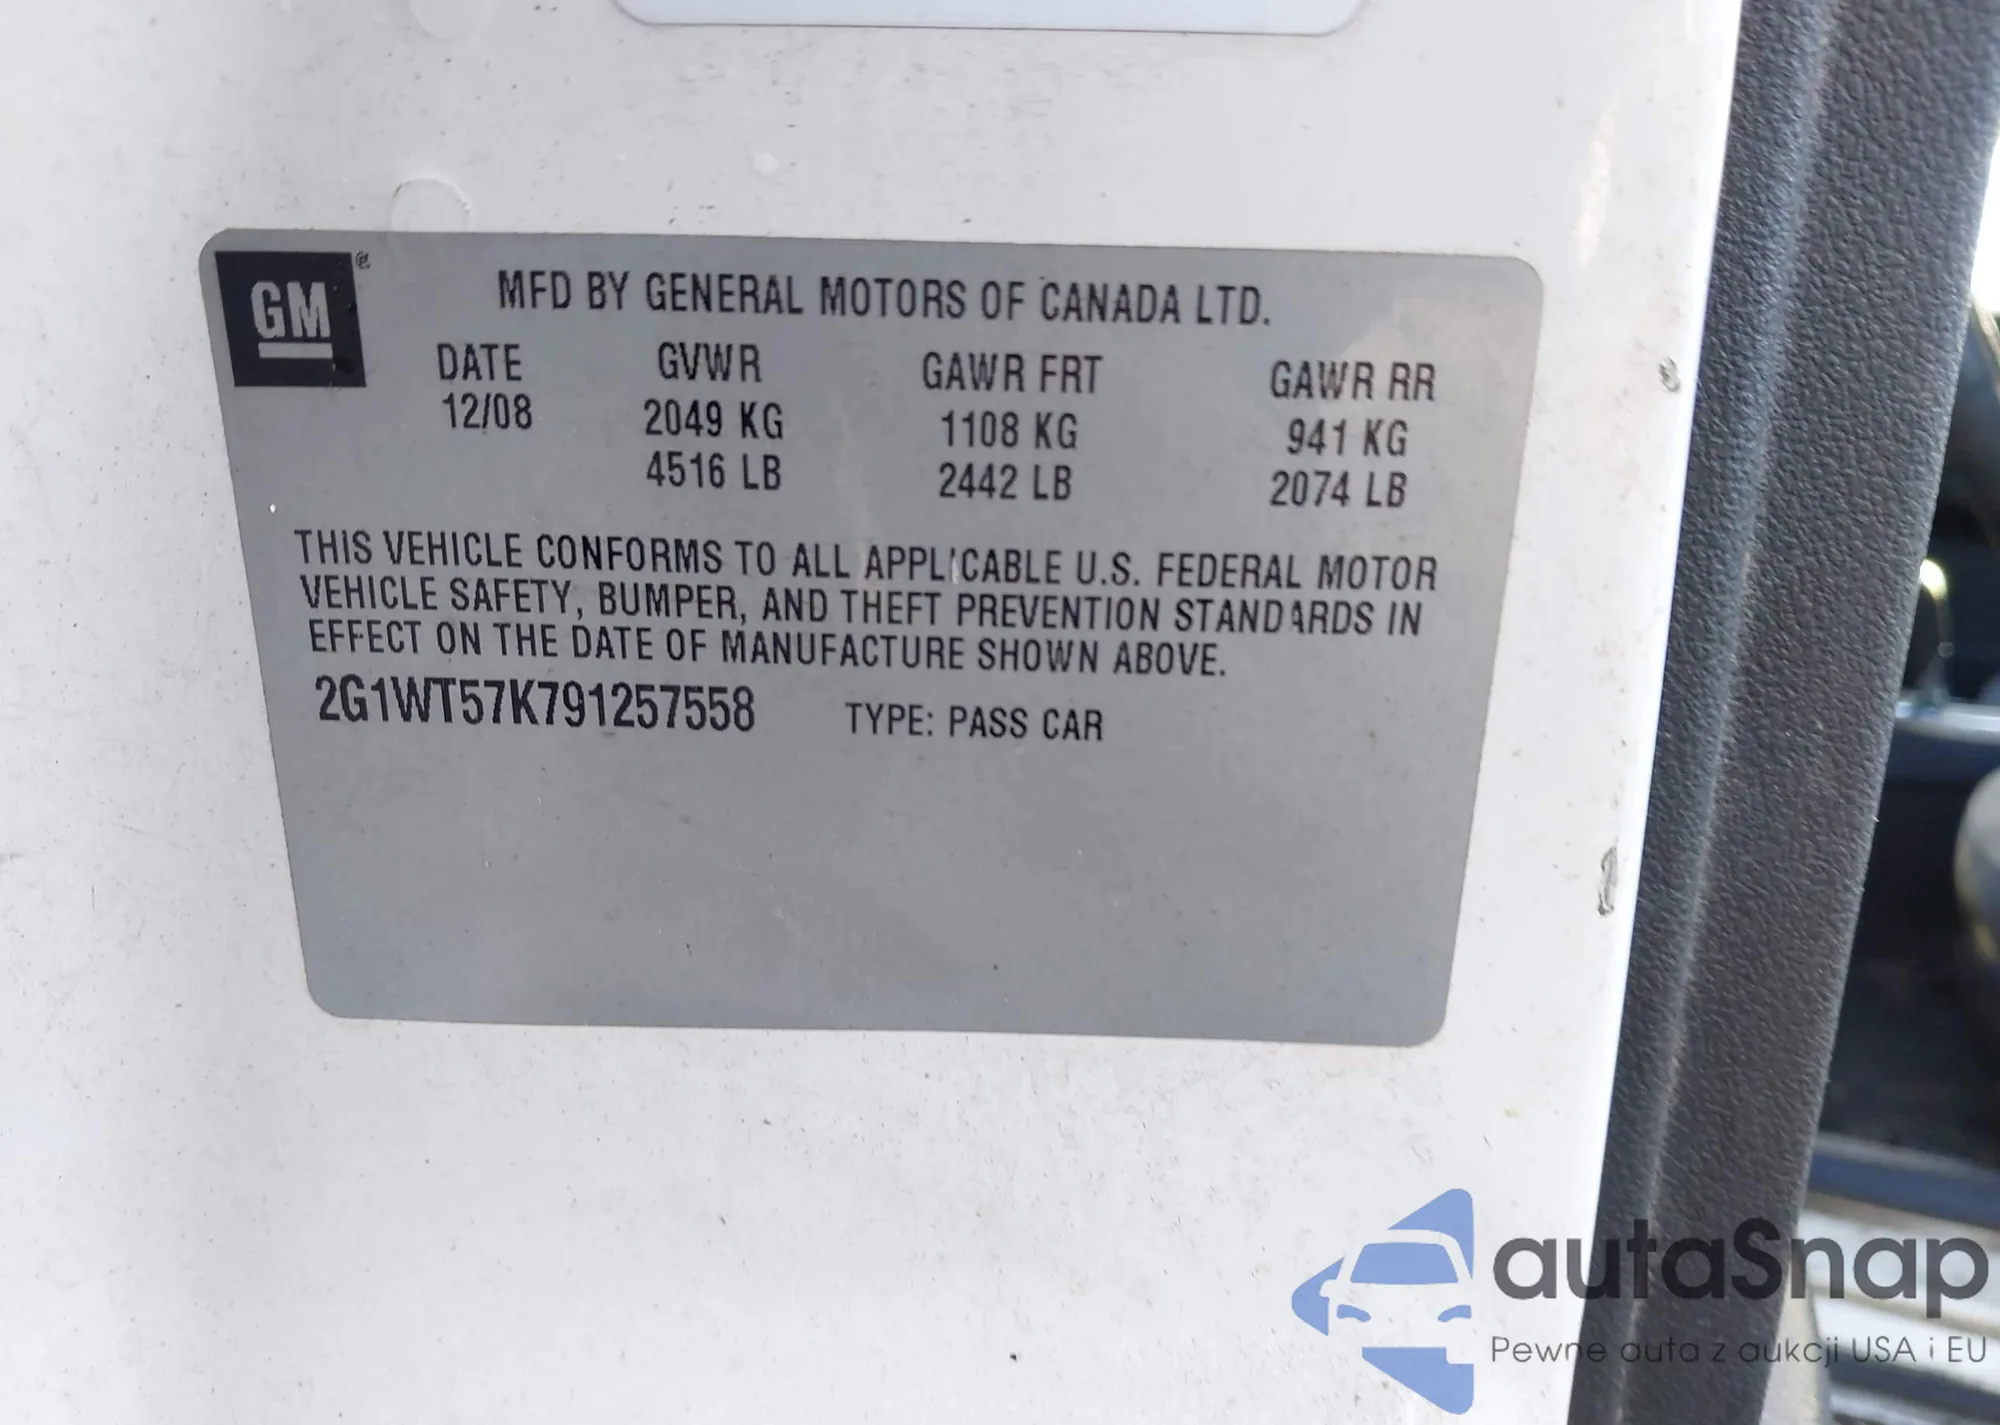 GM ®
MFD BY GENERAL MOTORS OF CANADA LTD.
DATE GVWR GAWR FRT GAWR RR
12/08 2049 KG 1108 KG 941 KG
4516 LB 2442 LB 2074 LB
THIS VEHICLE CONFORMS TO ALL APPLICABLE U.S. FEDERAL MOTOR
VEHICLE SAFETY, BUMPER, AND THEFT PREVENTION STANDARDS IN
EFFECT ON THE DATE OF MANUFACTURE SHOWN ABOVE.
2G1WT57K791257558 TYPE: PASS CAR
autaSnap
Pewne auta z aukcji USA i EU